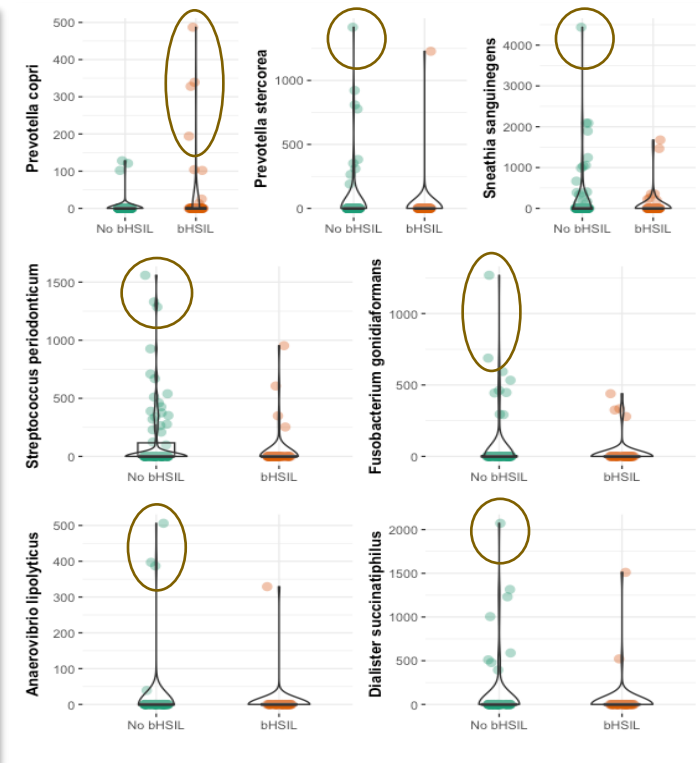 Prevotella copri
500
400
300
200
100
0
No bHSIL bHSIL
Prevotella stercorea
1000
500
0
No bHSIL bHSIL
Sneathia sanguinegens
4000
3000
2000
1000
0
No bHSIL bHSIL
Streptococcus periodonticum
1500
1000
500
0
No bHSIL bHSIL
Fusobacterium gonidiaformans
1000
500
0
No bHSIL bHSIL
Anaerovibrio lipolyticus
500
400
300
200
100
0
No bHSIL bHSIL
Dialister succinatiphilus
2000
1500
1000
500
0
No bHSIL bHSIL